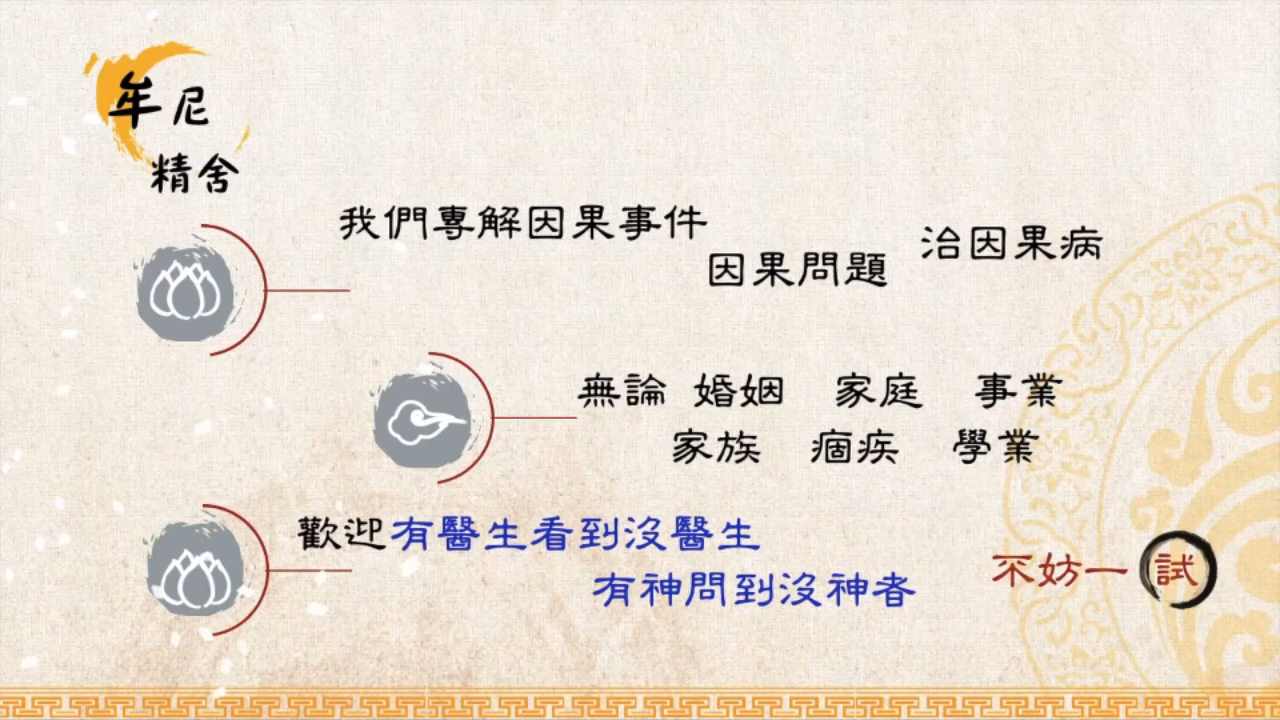 牟尼
精舍
我們專解因果事件
因果問題
治因果病
無論 婚姻 家庭 事業
家族 痼疾 學業
歡迎有醫生看到沒醫生
有神問到沒神者
不妨一試